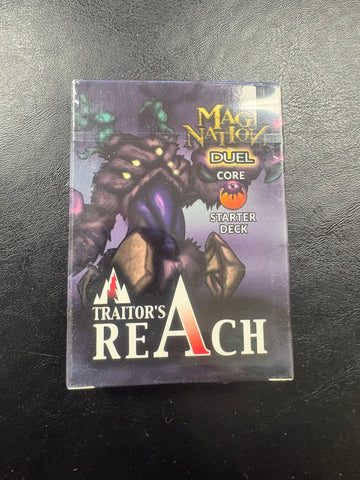 MAGI
NATION
DUEL
CORE
STARTER
DECK
TRAITOR'S
REACH